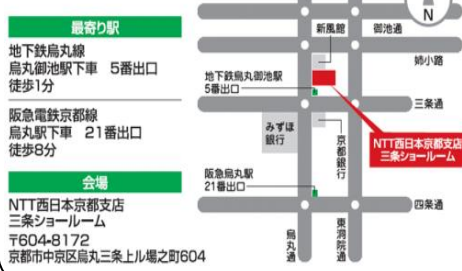 最寄り駅
地下鉄烏丸線
烏丸御池駅下車　5番出口
徒歩1分
阪急電鉄京都線
烏丸駅下車　21番出口
徒歩8分
会場
NTT西日本京都支店
三条ショールーム
〒604-8172
京都市中京区烏丸三条上ル場之町604
N
新風館
御池通
姉小路
地下鉄烏丸御池駅
5番出口
三条通
みずほ
銀行
京都銀行
NTT西日本京都支店
三条ショールーム
阪急烏丸駅
21番出口
四条通
烏丸通
東洞院通